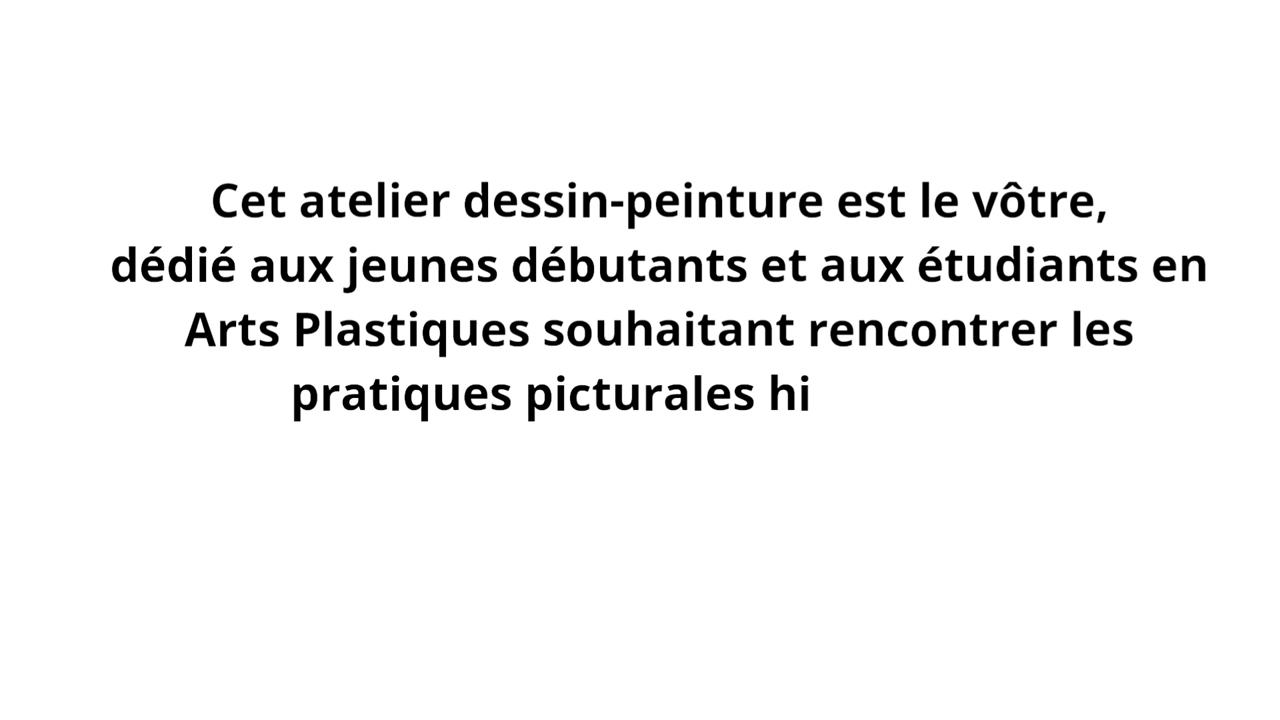 Cet atelier dessin-peinture est le vôtre,
dédié aux jeunes débutants et aux étudiants en
Arts Plastiques souhaitant rencontrer les
pratiques picturales hi